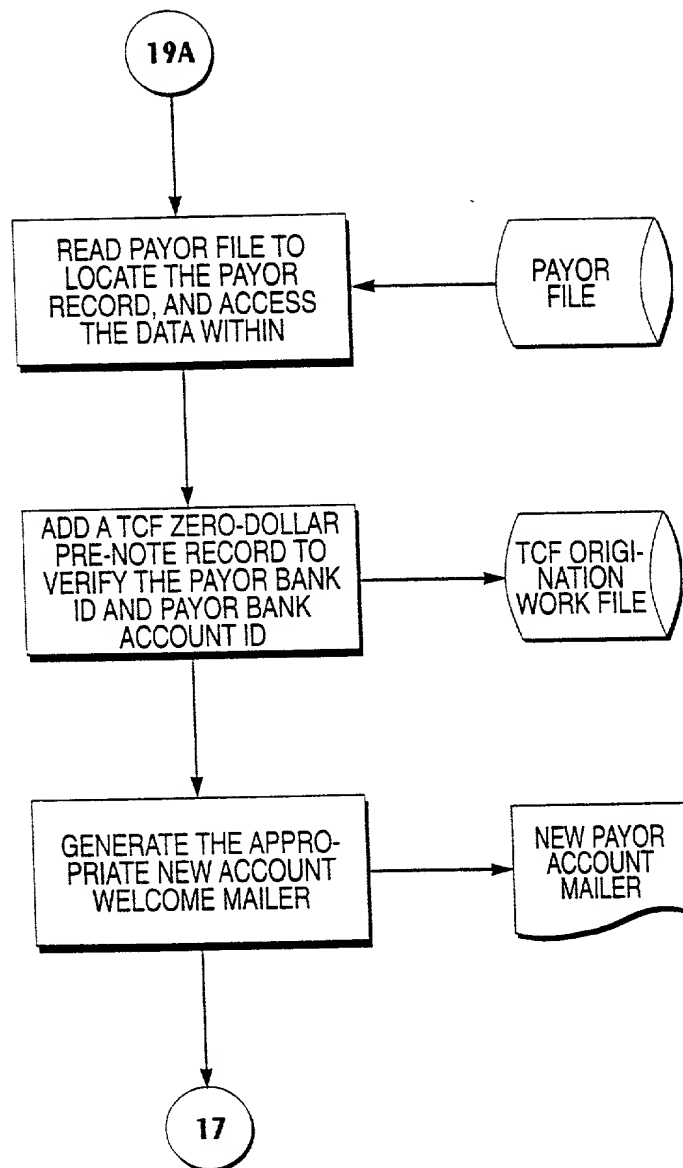 19A
READ PAYOR FILE TO
LOCATE THE PAYOR
RECORD, AND ACCESS
THE DATA WITHIN
PAYOR
FILE
ADD A TCF ZERO-DOLLAR
PRE-NOTE RECORD TO
VERIFY THE PAYOR BANK
ID AND PAYOR BANK
ACCOUNT ID
TCF ORIGI-
NATION
WORK FILE
GENERATE THE APPRO-
PRIATE NEW ACCOUNT
WELCOME MAILER
NEW PAYOR
ACCOUNT
MAILER
17